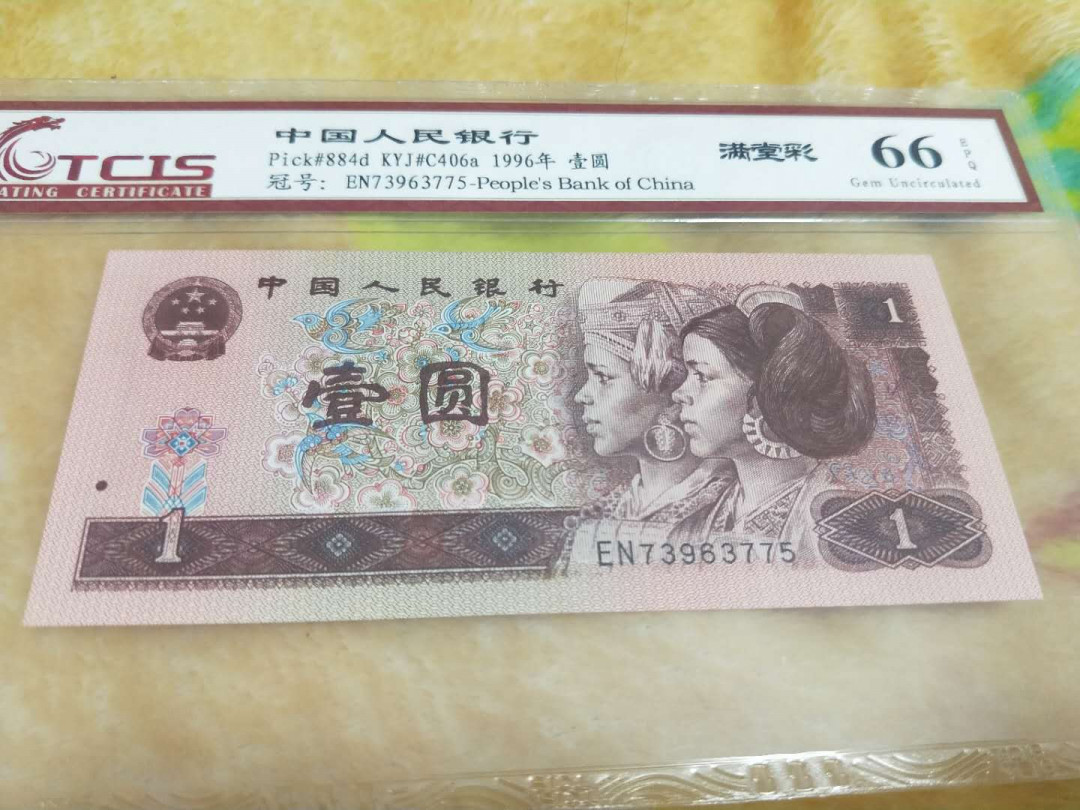 中国人民银行
TCIS
ATING CERTIFICATE
Pick#884d KYJ#C406a 1996年 壹圆
冠号: EN73963775-People's Bank of China
满堂彩
66 EPQ
Gem Uncirculated
中国人民银行
1
壹圆
1
1
EN73963775